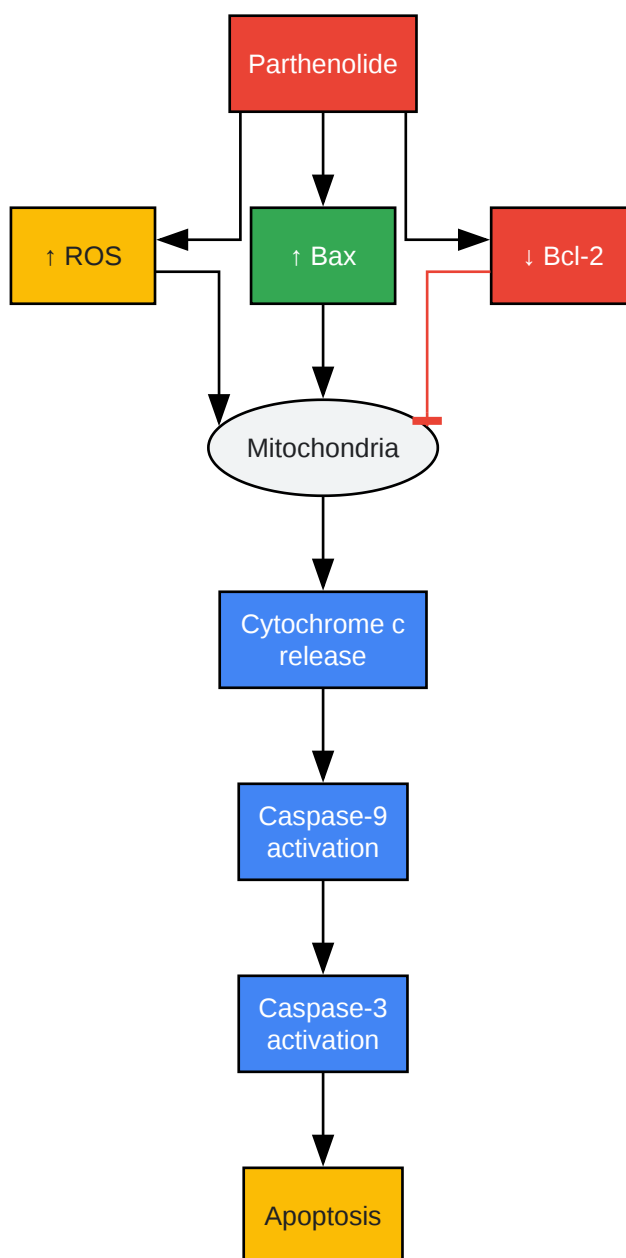 Parthenolide
↑ ROS
↑ Bax
↓ Bcl-2
Mitochondria
Cytochrome c
release
Caspase-9
activation
Caspase-3
activation
Apoptosis